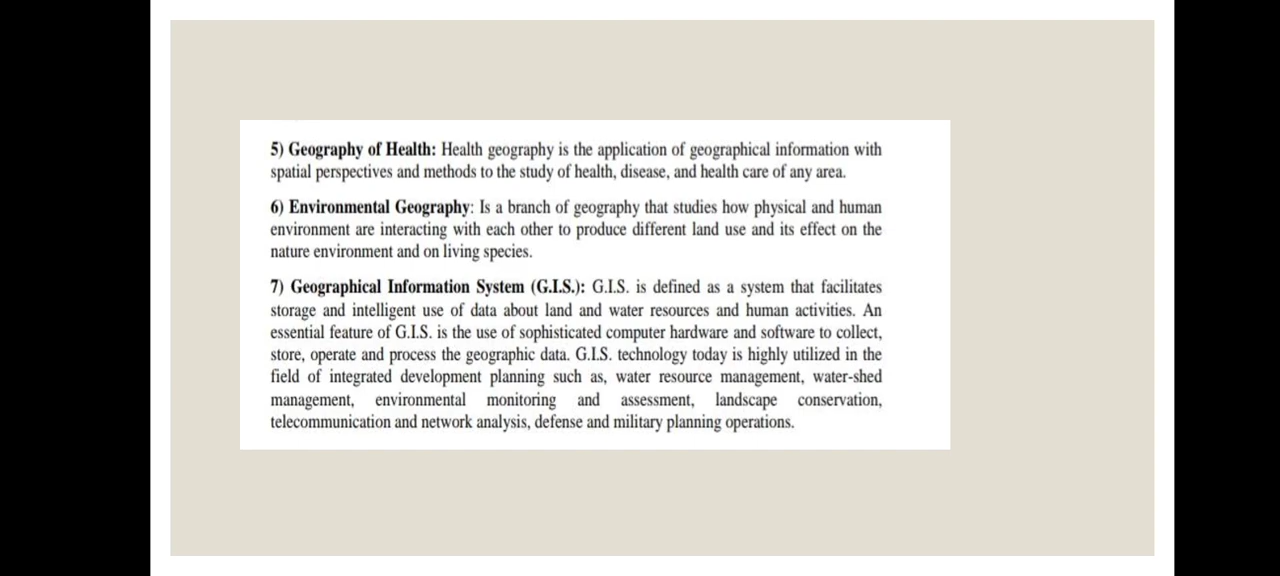 5) Geography of Health: Health geography is the application of geographical information with
spatial perspectives and methods to the study of health, disease, and health care of any area.
6) Environmental Geography: Is a branch of geography that studies how physical and human
environment are interacting with each other to produce different land use and its effect on the
nature environment and on living species.
7) Geographical Information System (G.I.S.): G.I.S. is defined as a system that facilitates
storage and intelligent use of data about land and water resources and human activities. An
essential feature of G.I.S. is the use of sophisticated computer hardware and software to collect,
store, operate and process the geographic data. G.I.S. technology today is highly utilized in the
field of integrated development planning such as, water resource management, water-shed
management, environmental monitoring and assessment, landscape conservation,
telecommunication and network analysis, defense and military planning operations.